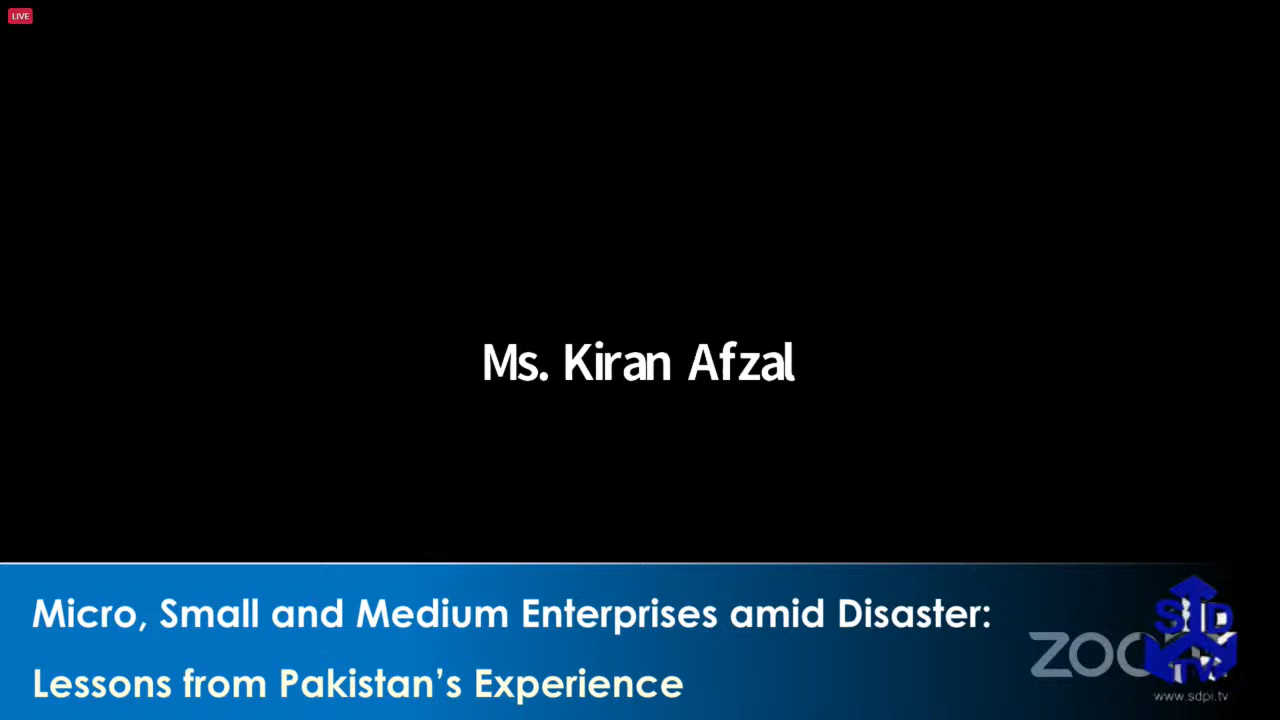 LIVE
Ms. Kiran Afzal
Micro, Small and Medium Enterprises amid Disaster:
Lessons from Pakistan's Experience
www.sdpi.tv